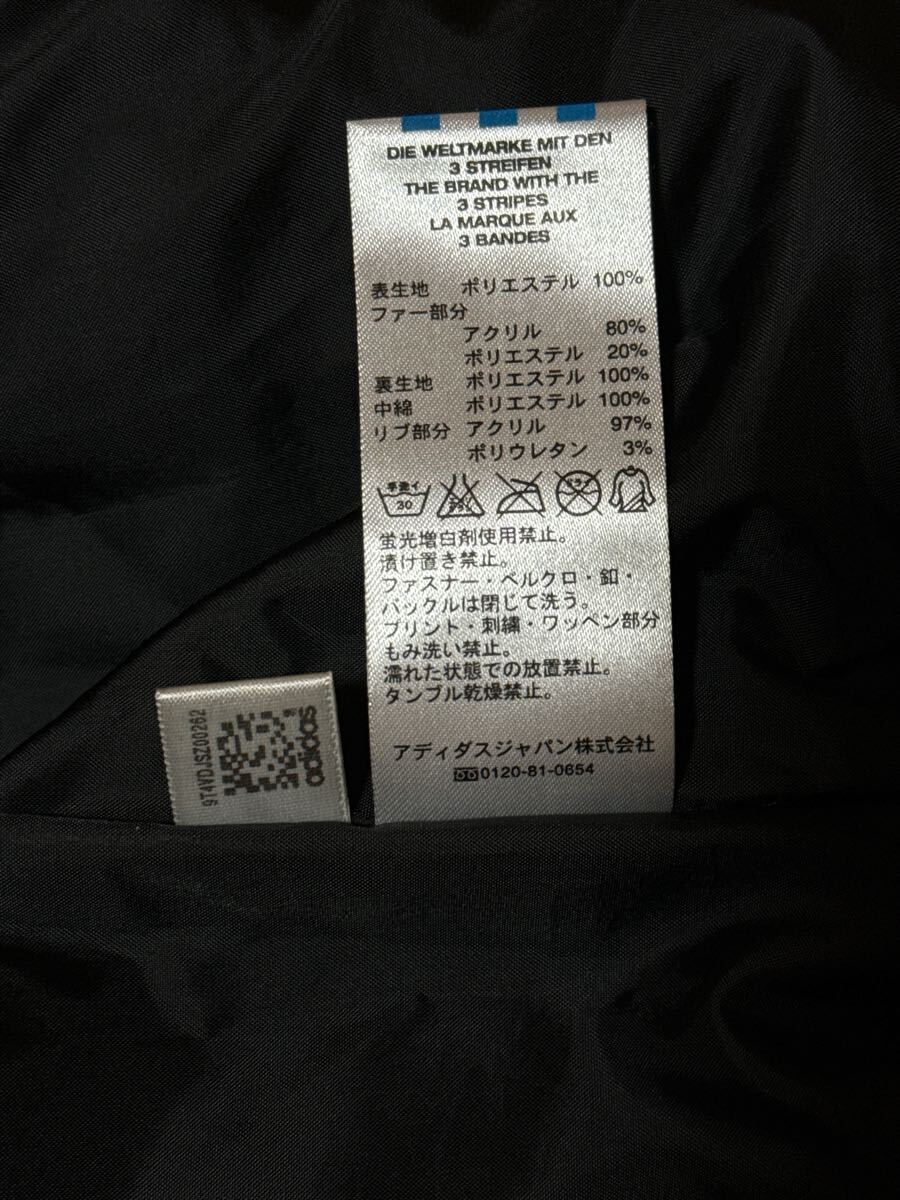 DIE WELTMARKE MIT DEN
3 STREIFEN
THE BRAND WITH THE
3 STRIPES
LA MARQUE AUX
3 BANDES
表生地 ポリエステル 100%
ファー部分
アクリル 80%
ポリエステル 20%
裏生地 ポリエステル 100%
中綿 ポリエステル 100%
リブ部分 アクリル 97%
ポリウレタン 3%
手洗イ
30
蛍光増白剤使用禁止。
漬け置き禁止。
ファスナー・ベルクロ・釦・
バックルは閉じて洗う。
プリント・刺繍・ワッペン部分
もみ洗い禁止。
濡れた状態での放置禁止。
タンブル乾燥禁止。
アディダスジャパン株式会社
0120-81-0654
9T4VDJSZ00262
adidas